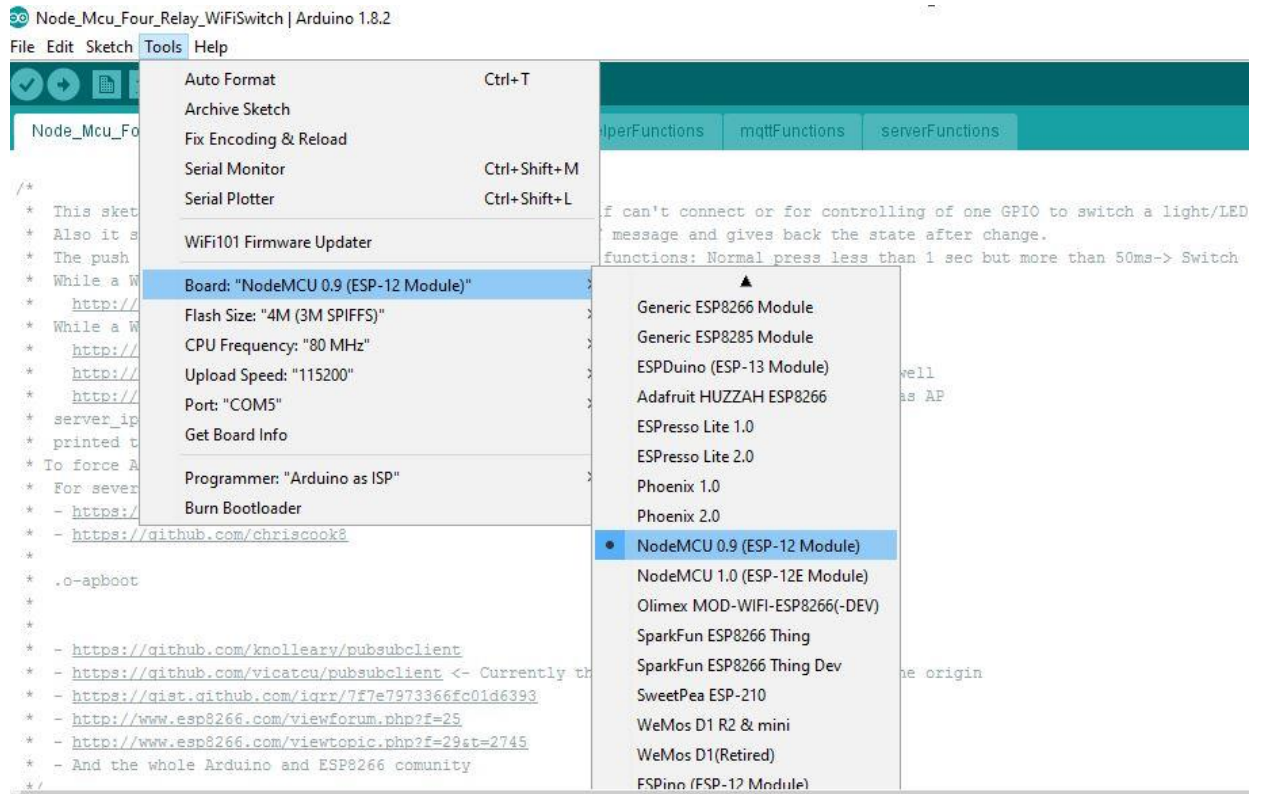 Node_Mcu_Four_Relay_WiFiSwitch | Arduino 1.8.2
File Edit Sketch Tools Help
Node_Mcu_Fo
lperFunctions
mqttFunctions
serverFunctions
Auto Format Ctrl+T
Archive Sketch
Fix Encoding & Reload
Serial Monitor Ctrl+Shift+M
Serial Plotter Ctrl+Shift+L
WiFi101 Firmware Updater
Board: "NodeMCU 0.9 (ESP-12 Module)"
Flash Size: "4M (3M SPIFFS)"
CPU Frequency: "80 MHz"
Upload Speed: "115200"
Port: "COM5"
Get Board Info
Programmer: "Arduino as ISP"
Burn Bootloader
Generic ESP8266 Module
Generic ESP8285 Module
ESPDuino (ESP-13 Module)
Adafruit HUZZAH ESP8266
ESPresso Lite 1.0
ESPresso Lite 2.0
Phoenix 1.0
Phoenix 2.0
NodeMCU 0.9 (ESP-12 Module)
NodeMCU 1.0 (ESP-12E Module)
Olimex MOD-WIFI-ESP8266(-DEV)
SparkFun ESP8266 Thing
SparkFun ESP8266 Thing Dev
SweetPea ESP-210
WeMos D1 R2 & mini
WeMos D1(Retired)
ESPino (ESP-12 Module)
/*
* This sket if can't connect or for controlling of one GPIO to switch a light/LED
* Also it s message and gives back the state after change.
* The push functions: Normal press less than 1 sec but more than 50ms-> Switch
* While a W
* http://
* While a W
* http://
* http:// well
* http:// as AP
* server_ip
* printed t
* To force A
* For sever
* - https:/
* - https://github.com/chriscook8
*
* .o-apboot
*
*
* - https://github.com/knolleary/pubsubclient
* - https://github.com/vicatcu/pubsubclient <- Currently th he origin
* - https://gist.github.com/igrr/7f7e7973366fc01d6393
* - http://www.esp8266.com/viewforum.php?f=25
* - http://www.esp8266.com/viewtopic.php?f=29&t=2745
* - And the whole Arduino and ESP8266 comunity
*/